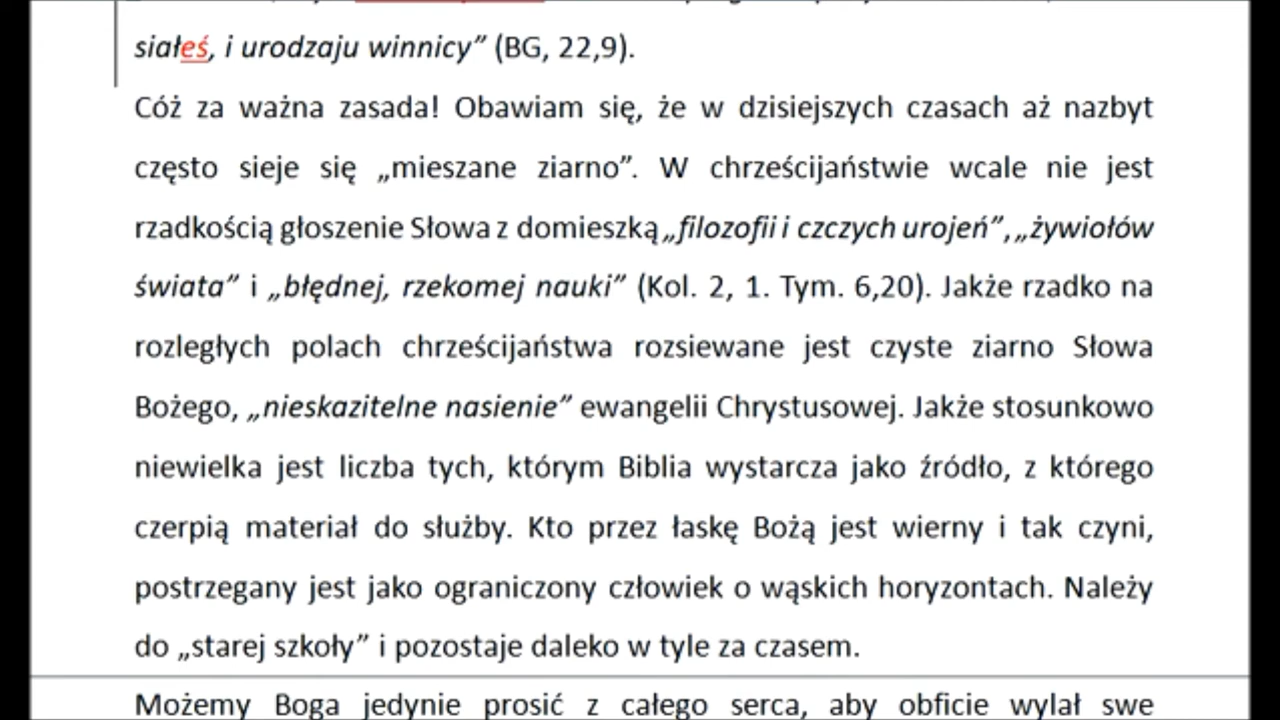 siałeś, i urodzaju winnicy” (BG, 22,9).
Cóż za ważna zasada! Obawiam się, że w dzisiejszych czasach aż nazbyt
często sieje się „mieszane ziarno”. W chrześcijaństwie wcale nie jest
rzadkością głoszenie Słowa z domieszką „filozofii i czczych urojeń”, „żywiołów
świata” i „błędnej, rzekomej nauki” (Kol. 2, 1. Tym. 6,20). Jakże rzadko na
rozległych polach chrześcijaństwa rozsiewane jest czyste ziarno Słowa
Bożego, „nieskazitelne nasienie” ewangelii Chrystusowej. Jakże stosunkowo
niewielka jest liczba tych, którym Biblia wystarcza jako źródło, z którego
czerpią materiał do służby. Kto przez łaskę Bożą jest wierny i tak czyni,
postrzegany jest jako ograniczony człowiek o wąskich horyzontach. Należy
do „starej szkoły” i pozostaje daleko w tyle za czasem.
Możemy Boga jedynie prosić z całego serca, aby obficie wylał swe